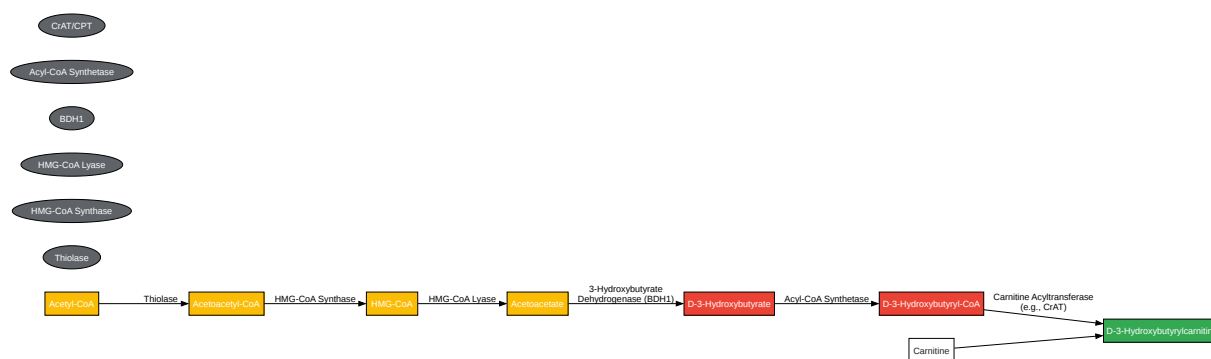 CrAT/CPT
Acyl-CoA Synthetase
BDH1
HMG-CoA Lyase
HMG-CoA Synthase
Thiolase
Acetyl-CoA
Thiolase
Acetoacetyl-CoA
HMG-CoA Synthase
HMG-CoA
HMG-CoA Lyase
Acetoacetate
3-Hydroxybutyrate
Dehydrogenase (BDH1)
D-3-Hydroxybutyrate
Acyl-CoA Synthetase
D-3-Hydroxybutyryl-CoA
Carnitine Acyltransferase
(e.g., CrAT)
D-3-Hydroxybutyrylcarnitin
Carnitine